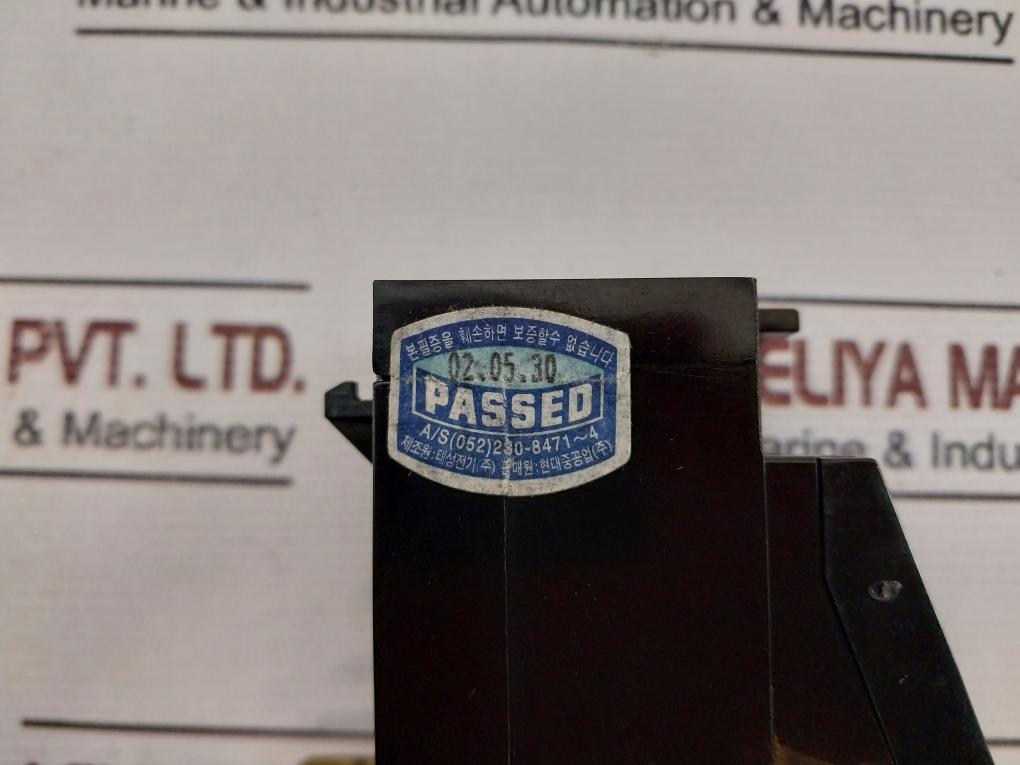 Marine & Industrial Automation & Machinery
PVT. LTD.
& Machinery
ELIYA MA
arine & Indu
본필증을 훼손하면 보증할수 없습니다.
02.05.30
PASSED
A/S(052)230-8471~4
제조원:태성전기(주) 판매원:현대중공업(주)